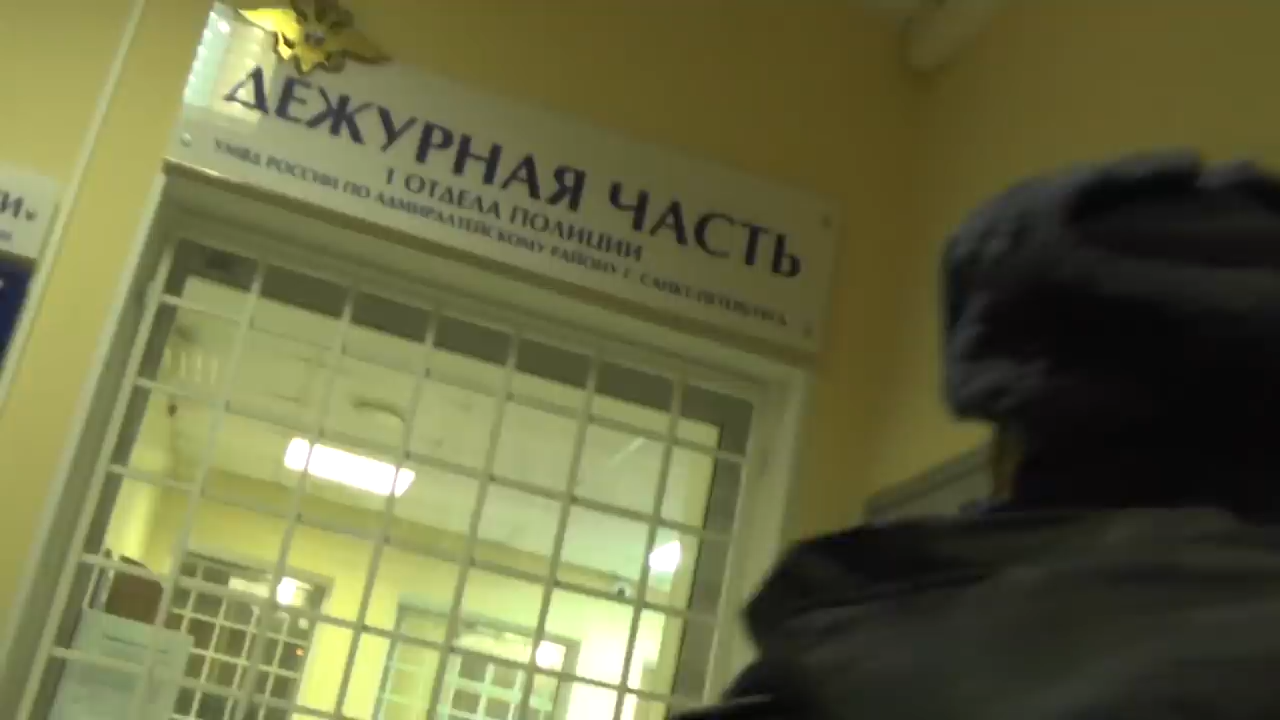 ДЕЖУРНАЯ ЧАСТЬ
1 ОТДЕЛА ПОЛИЦИИ
УМВД РОССИИ ПО АДМИРАЛТЕЙСКОМУ РАЙОНУ Г. САНКТ-ПЕТЕРБУРГА